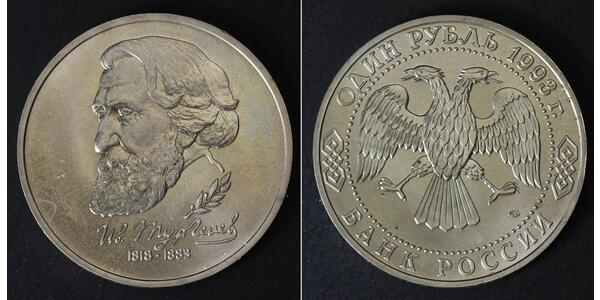 Ив. Тургенев
1818 · 1883
ОДИН РУБЛЬ 1993 г.
БАНК РОССИИ